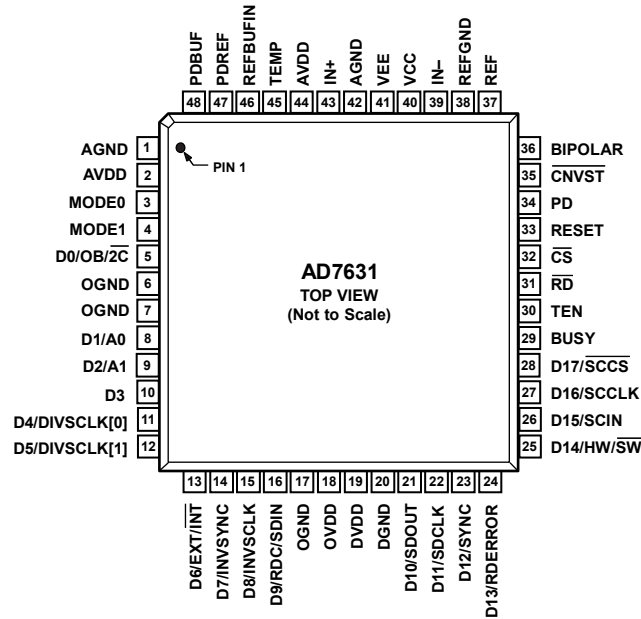 PDBUF
PDREF
REFBUFIN
TEMP
AVDD
IN+
AGND
VEE
VCC
IN–
REFGND
REF
48 47 46 45 44 43 42 41 40 39 38 37
AGND 1
AVDD 2
MODE0 3
MODE1 4
D0/OB/2C̅ 5
OGND 6
OGND 7
D1/A0 8
D2/A1 9
D3 10
D4/DIVSCLK[0] 11
D5/DIVSCLK[1] 12
PIN 1
AD7631
TOP VIEW
(Not to Scale)
36 BIPOLAR
35 C̅N̅V̅S̅T̅
34 PD
33 RESET
32 C̅S̅
31 R̅D̅
30 TEN
29 BUSY
28 D17/S̅C̅C̅S̅
27 D16/SCCLK
26 D15/SCIN
25 D14/HW/S̅W̅
13 14 15 16 17 18 19 20 21 22 23 24
D6/EXT/I̅N̅T̅
D7/INVSYNC
D8/INVSCLK
D9/RDC/SDIN
OGND
OVDD
DVDD
DGND
D10/SDOUT
D11/SDCLK
D12/SYNC
D13/RDERROR